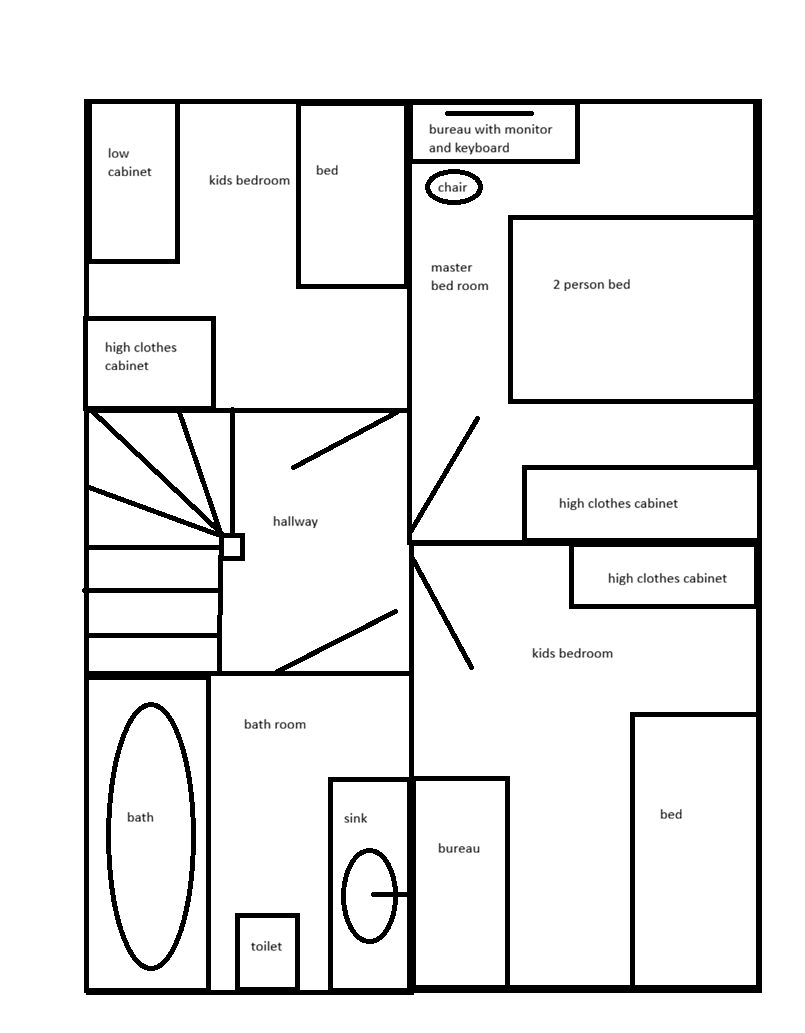 low
cabinet
kids bedroom
bed
bureau with monitor
and keyboard
chair
master
bed room
2 person bed
high clothes
cabinet
high clothes cabinet
hallway
high clothes cabinet
kids bedroom
bath room
bath
sink
toilet
bureau
bed